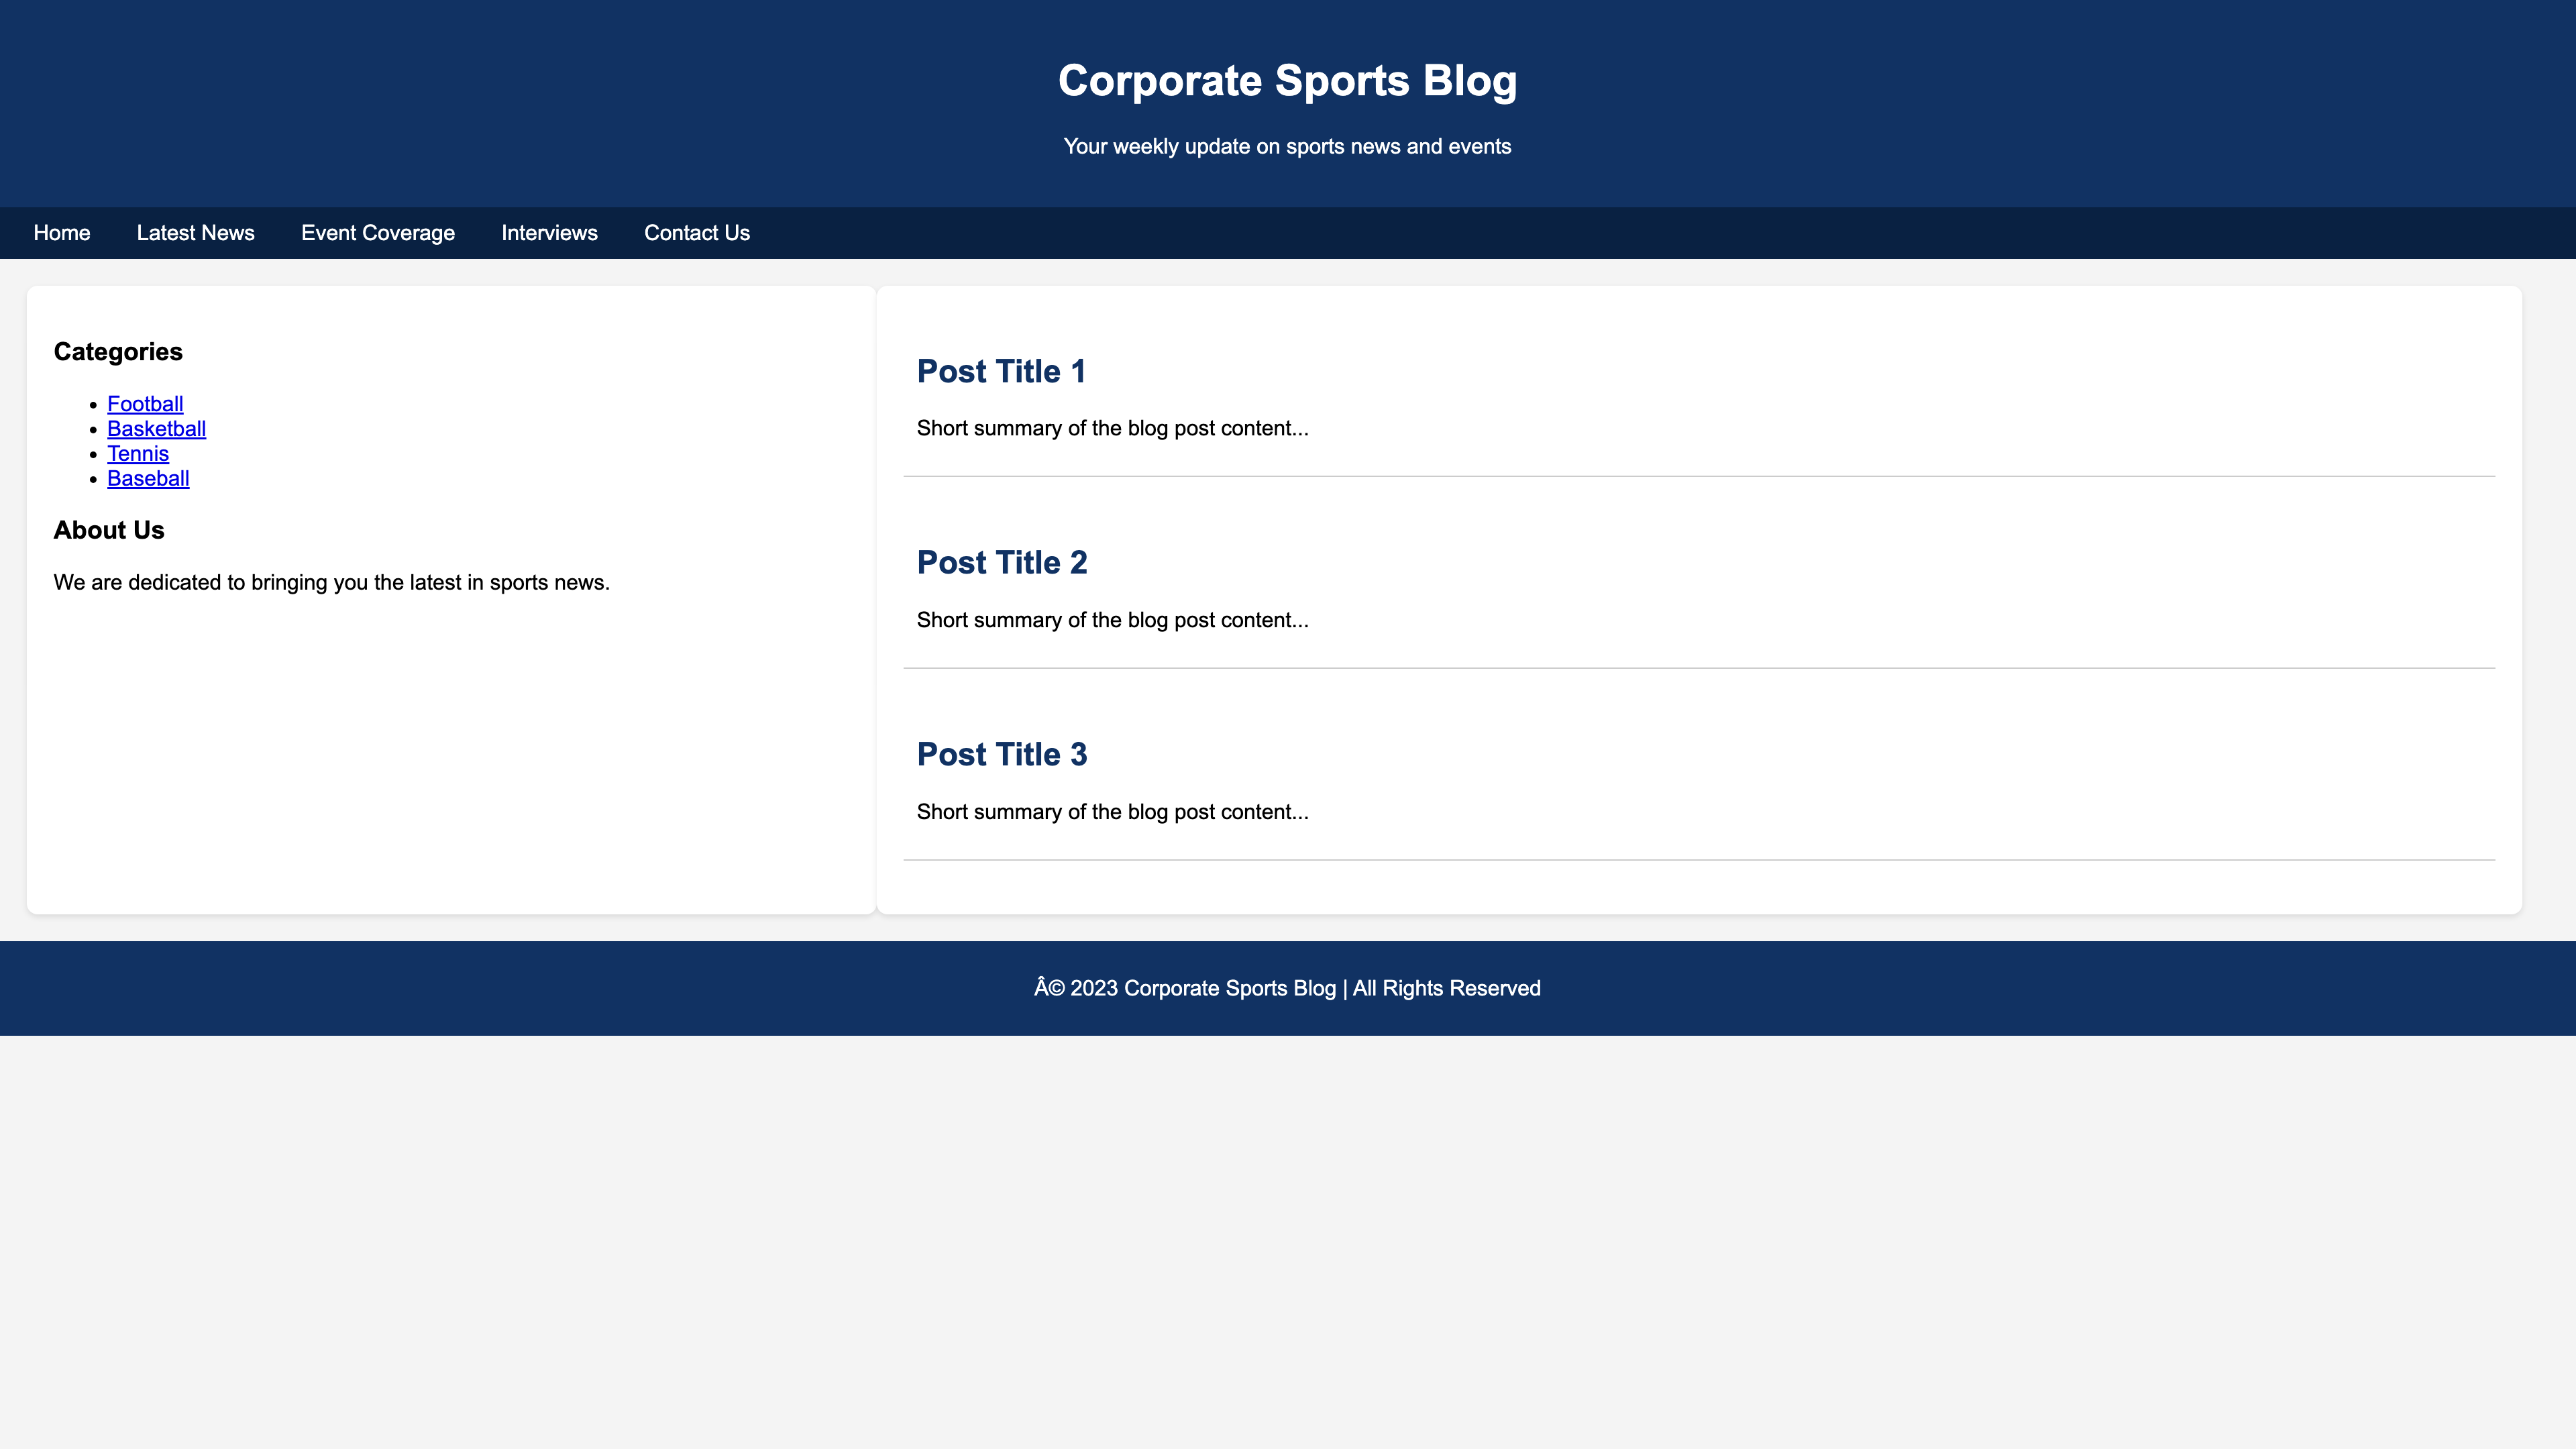 Corporate Sports Blog
Your weekly update on sports news and events
Home Latest News Event Coverage Interviews Contact Us
Categories
Football
Basketball
Tennis
Baseball
About Us
We are dedicated to bringing you the latest in sports news.
Post Title 1
Short summary of the blog post content...
Post Title 2
Short summary of the blog post content...
Post Title 3
Short summary of the blog post content...
Â© 2023 Corporate Sports Blog | All Rights Reserved